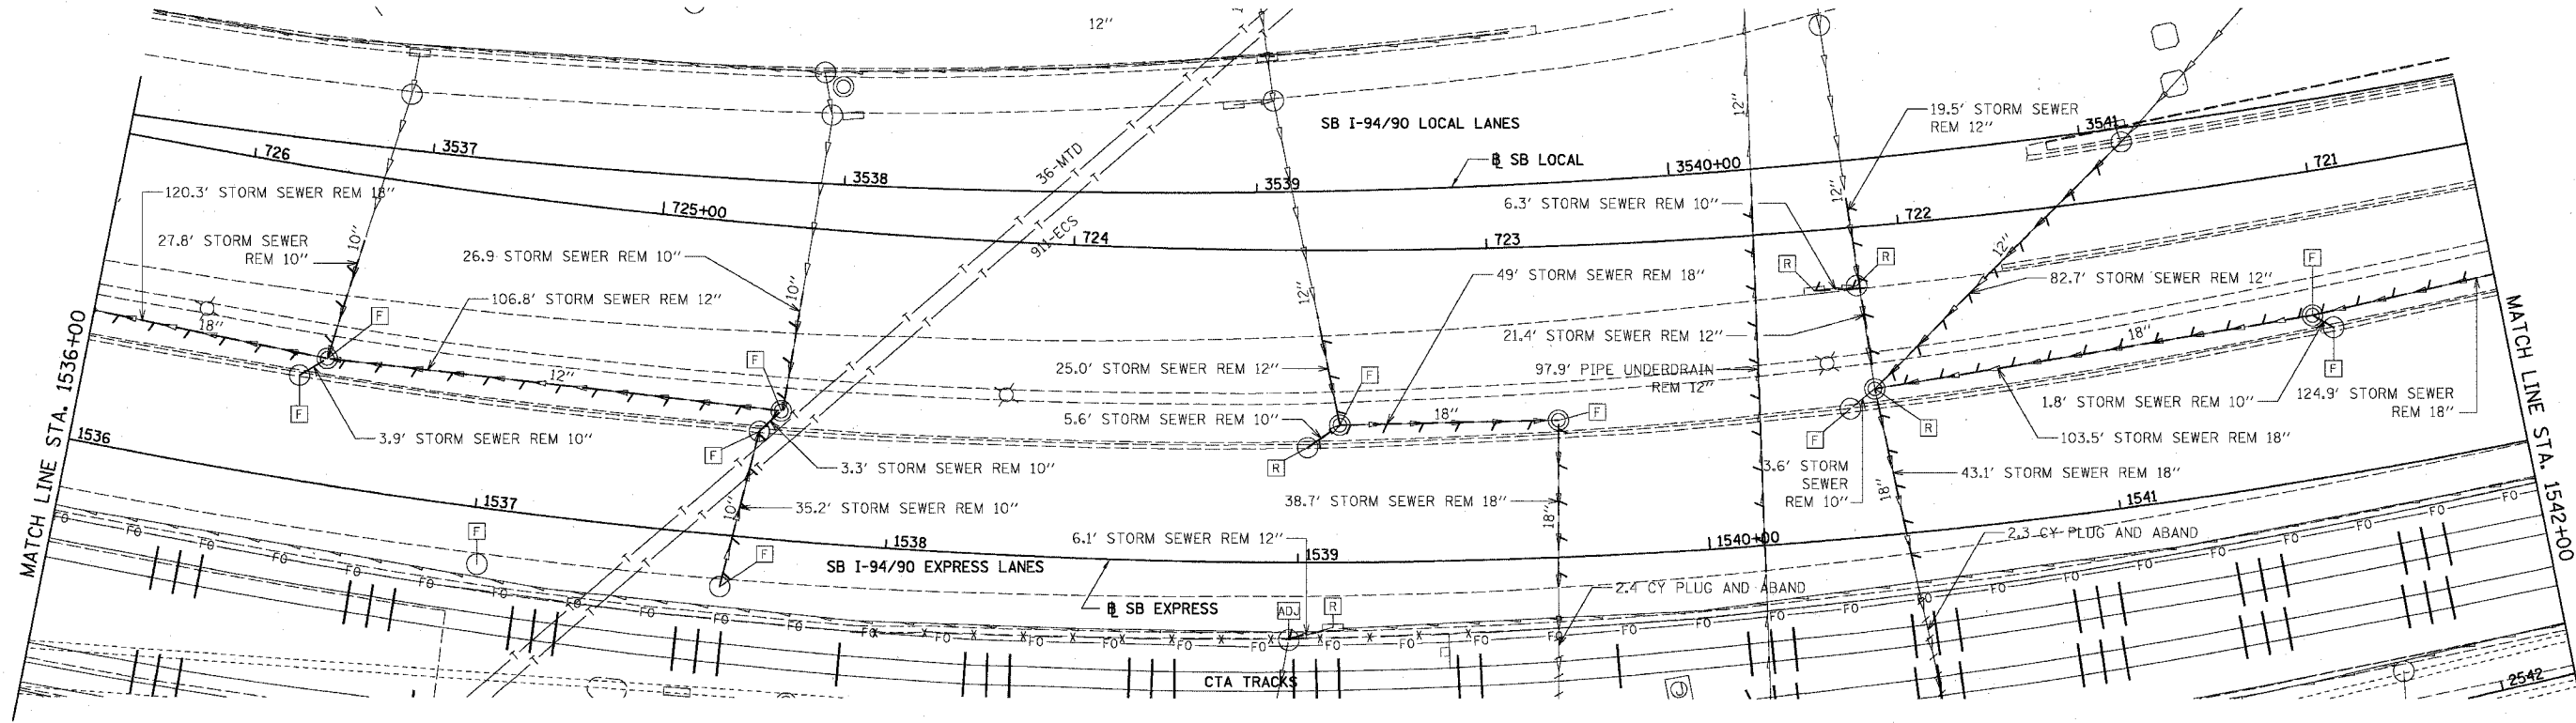 12"
SB I-94/90 LOCAL LANES
19.5' STORM SEWER
REM 12"
3541
12"
3537
726
36-MTD
SB LOCAL
3540+00
721
120.3' STORM SEWER REM 18"
3538
3539
12"
725+00
6.3' STORM SEWER REM 10"
722
27.8' STORM SEWER
REM 10"
10"
911-ECS
724
723
R
R
12"
F
26.9 STORM SEWER REM 10"
10"
49' STORM SEWER REM 18"
82.7' STORM SEWER REM 12"
106.8' STORM SEWER REM 12"
12"
18"
F
21.4' STORM SEWER REM 12"
18"
MATCH LINE STA. 1536+00
MATCH LINE STA. 1542+00
12"
F
25.0' STORM SEWER REM 12"
F
97.9' PIPE UNDERDRAIN
REM 12"
F
F
5.6' STORM SEWER REM 10"
18"
F
1.8' STORM SEWER REM 10"
124.9' STORM SEWER
REM 18"
1536
3.9' STORM SEWER REM 10"
F
R
F
R
103.5' STORM SEWER REM 18"
3.3' STORM SEWER REM 10"
3.6' STORM
SEWER
REM 10"
43.1' STORM SEWER REM 18"
1537
10"
35.2' STORM SEWER REM 10"
38.7' STORM SEWER REM 18"
18"
18"
1541
F
1538
6.1' STORM SEWER REM 12"
1539
1540+00
2.3 CY PLUG AND ABAND
F
SB I-94/90 EXPRESS LANES
2.4 CY PLUG AND ABAND
SB EXPRESS
ADJ
R
CTA TRACKS
J
2542